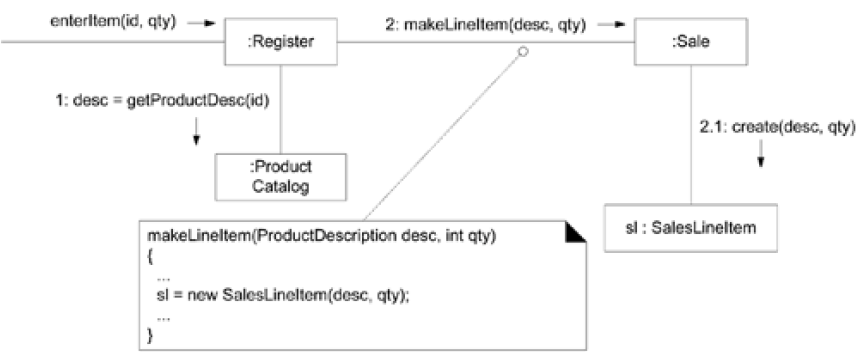 enterItem(id, qty)
:Register
2: makeLineItem(desc, qty)
:Sale
1: desc = getProductDesc(id)
2.1: create(desc, qty)
:Product
Catalog
sl : SalesLineItem
makeLineItem(ProductDescription desc, int qty)
{
...
sl = new SalesLineItem(desc, qty);
...
}